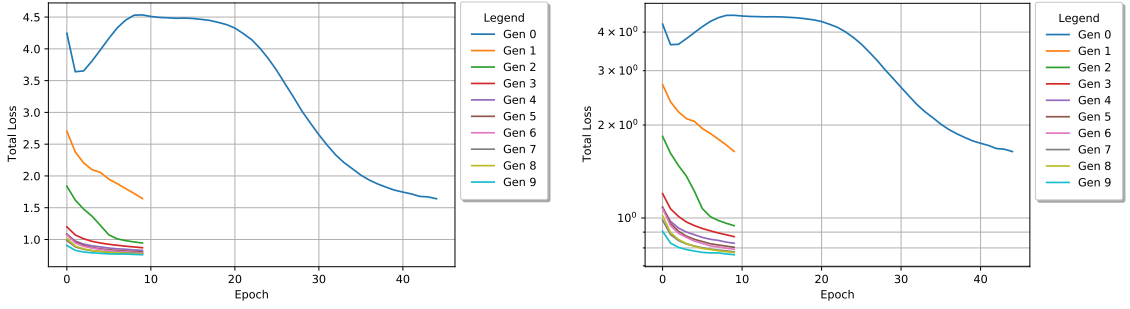 Total Loss
4.5
4.0
3.5
3.0
2.5
2.0
1.5
1.0
0
10
20
30
40
Epoch
Legend
Gen 0
Gen 1
Gen 2
Gen 3
Gen 4
Gen 5
Gen 6
Gen 7
Gen 8
Gen 9
Total Loss
4 × 10⁰
3 × 10⁰
2 × 10⁰
10⁰
0
10
20
30
40
Epoch
Legend
Gen 0
Gen 1
Gen 2
Gen 3
Gen 4
Gen 5
Gen 6
Gen 7
Gen 8
Gen 9